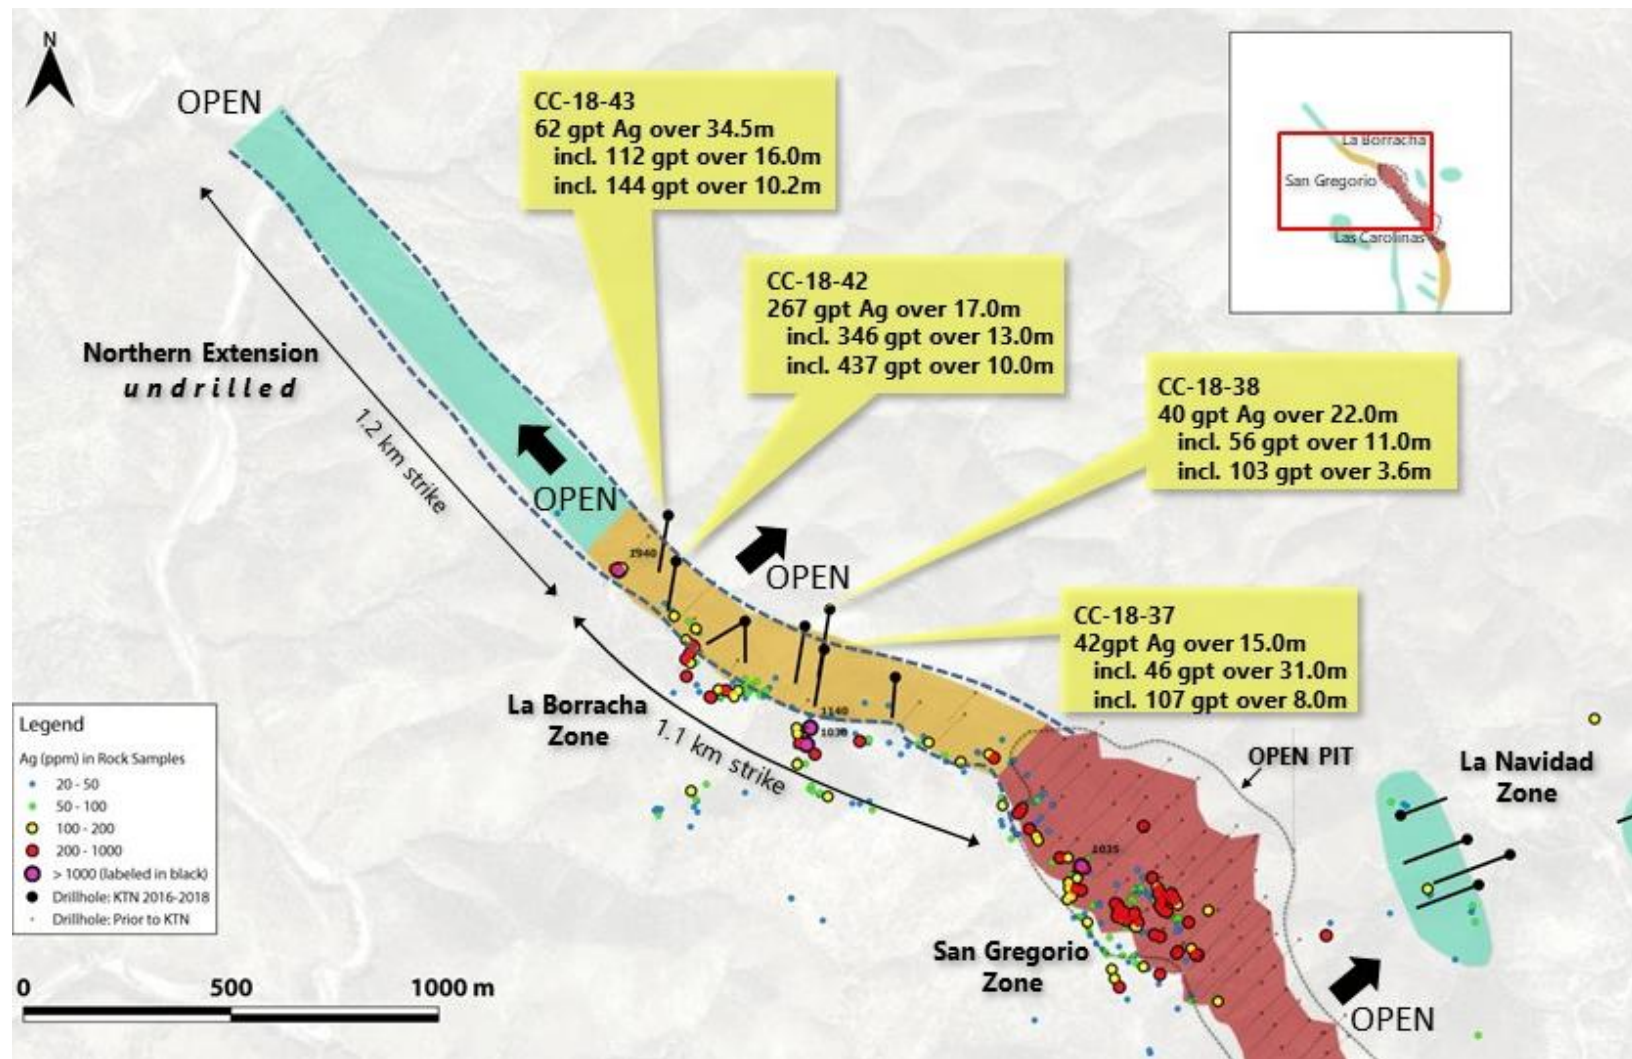 N
OPEN
CC-18-43
62 gpt Ag over 34.5m
incl. 112 gpt over 16.0m
incl. 144 gpt over 10.2m
La Borracha
San Gregorio
Las Carolinas
CC-18-42
267 gpt Ag over 17.0m
incl. 346 gpt over 13.0m
incl. 437 gpt over 10.0m
Northern Extension
undrilled
1.2 km strike
CC-18-38
40 gpt Ag over 22.0m
incl. 56 gpt over 11.0m
incl. 103 gpt over 3.6m
OPEN
1940
OPEN
CC-18-37
42gpt Ag over 15.0m
incl. 46 gpt over 31.0m
incl. 107 gpt over 8.0m
La Borracha
Zone
1.1 km strike
1140
1030
OPEN PIT
La Navidad
Zone
Legend
Ag (ppm) in Rock Samples
20 - 50
50 - 100
100 - 200
200 - 1000
> 1000 (labeled in black)
Drillhole: KTN 2016-2018
Drillhole: Prior to KTN
1035
San Gregorio
Zone
OPEN
0 500 1000 m